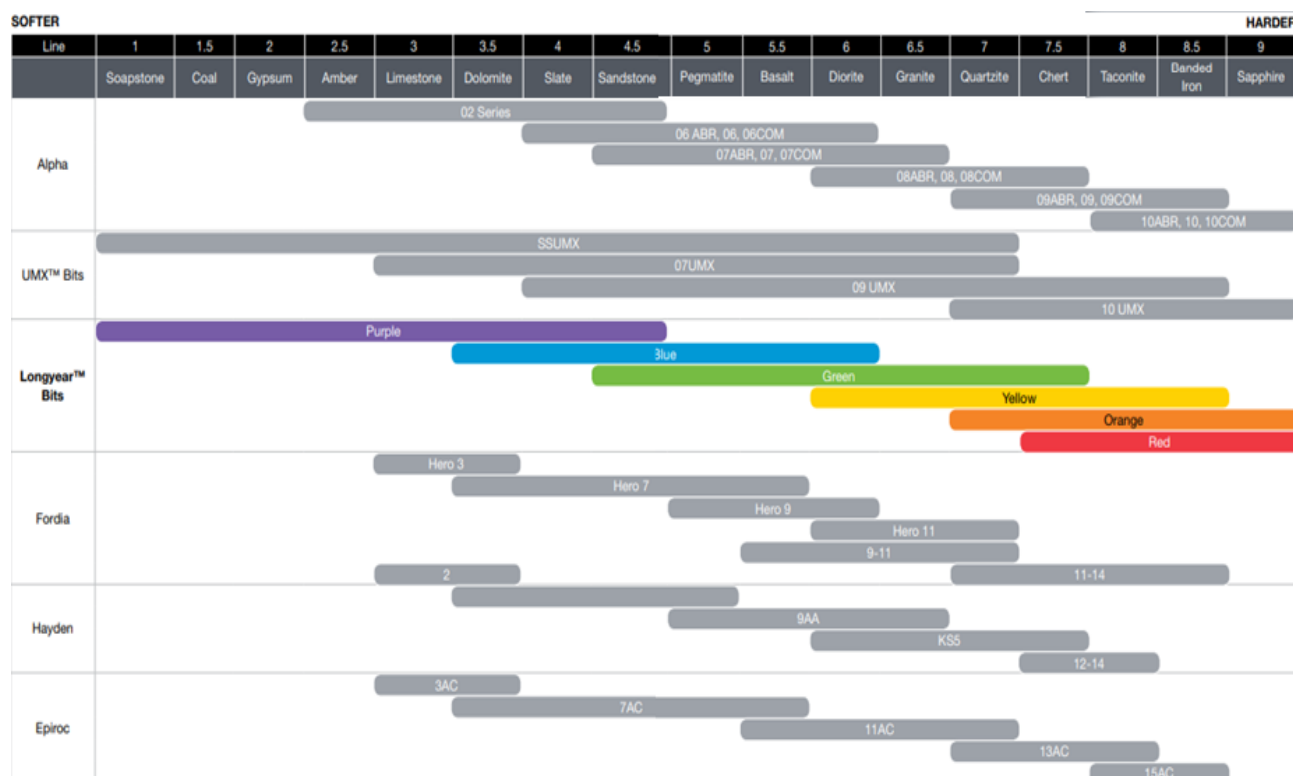 SOFTER HARDER
Line 1 1.5 2 2.5 3 3.5 4 4.5 5 5.5 6 6.5 7 7.5 8 8.5 9
Soapstone Coal Gypsum Amber Limestone Dolomite Slate Sandstone Pegmatite Basalt Diorite Granite Quartzite Chert Taconite Banded Iron Sapphire
Alpha
02 Series
06 ABR, 06, 06COM
07ABR, 07, 07COM
08ABR, 08, 08COM
09ABR, 09, 09COM
10ABR, 10, 10COM
UMX™ Bits
SSUMX
07UMX
09 UMX
10 UMX
Longyear™
Bits
Purple
Blue
Green
Yellow
Orange
Red
Fordia
Hero 3
Hero 7
Hero 9
Hero 11
9-11
2 11-14
Hayden
9AA
KS5
12-14
Epiroc
3AC
7AC
11AC
13AC
15AC